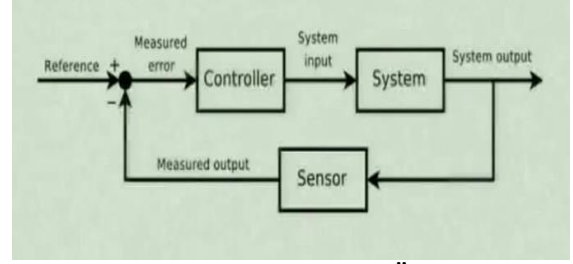 Reference
+
−
Measured
error
Controller
System
input
System
System output
Measured output
Sensor